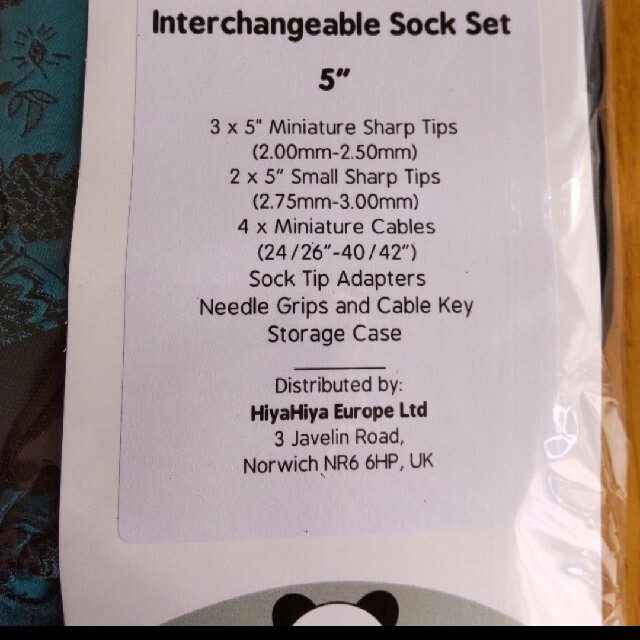 Interchangeable Sock Set
5"
3 x 5" Miniature Sharp Tips
(2.00mm-2.50mm)
2 x 5" Small Sharp Tips
(2.75mm-3.00mm)
4 x Miniature Cables
(24/26"-40/42")
Sock Tip Adapters
Needle Grips and Cable Key
Storage Case
Distributed by:
HiyaHiya Europe Ltd
3 Javelin Road,
Norwich NR6 6HP, UK